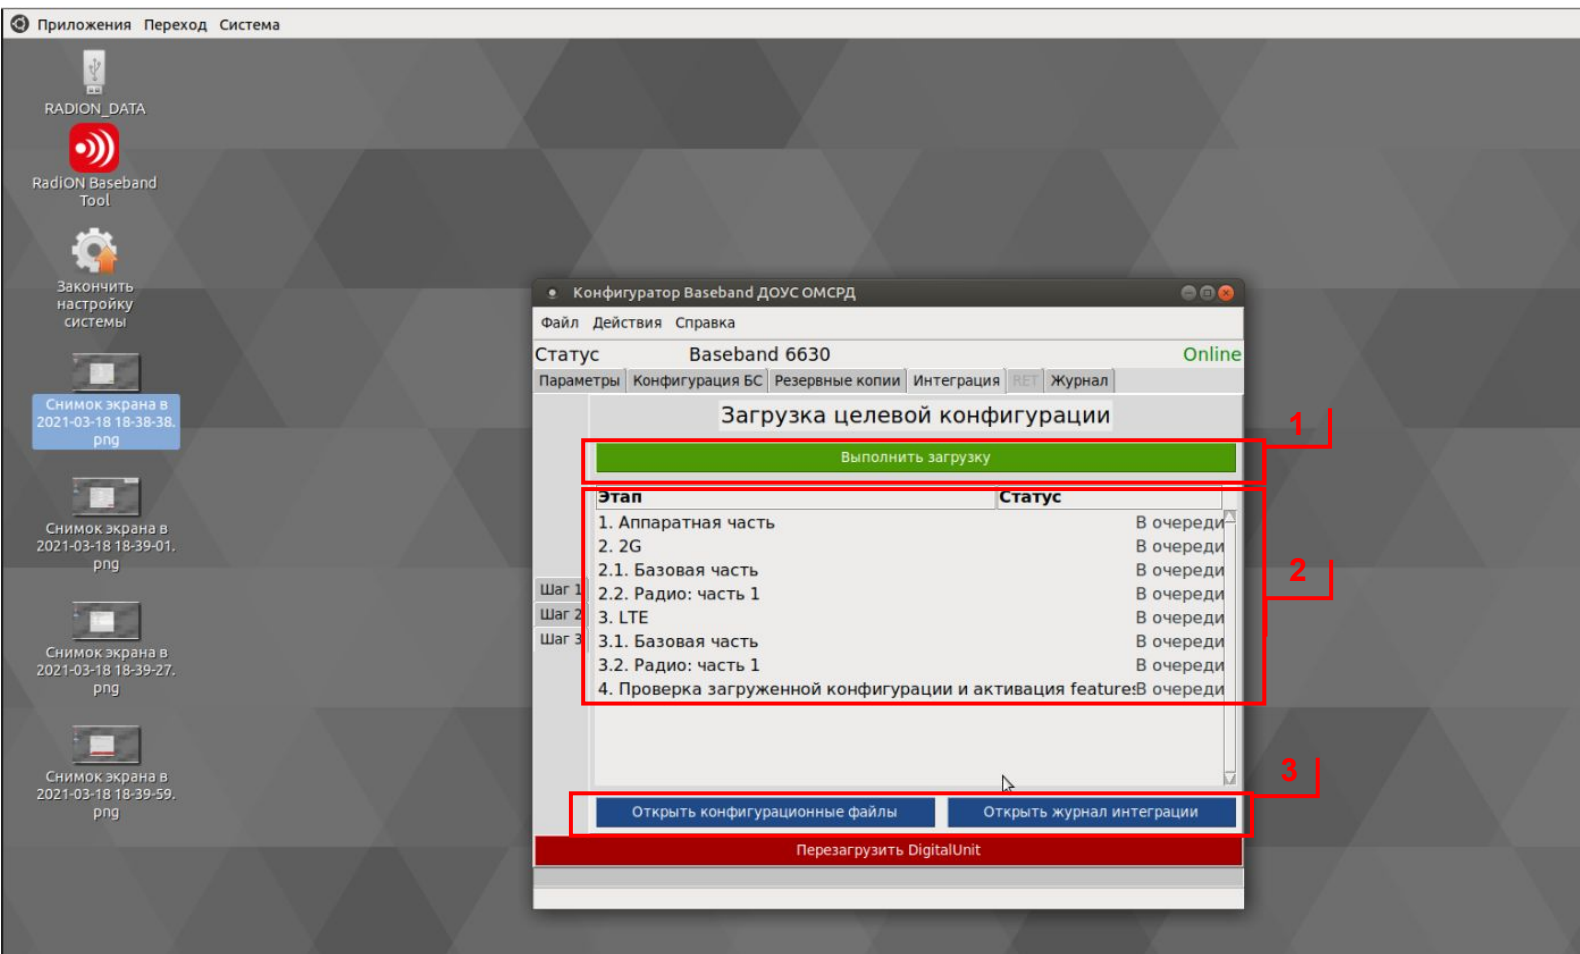 Приложения Переход Система
RADION_DATA
RadiON Baseband
Tool
Закончить
настройку
системы
Снимок экрана в
2021-03-18 18-38-38.
png
Снимок экрана в
2021-03-18 18-39-01.
png
Снимок экрана в
2021-03-18 18-39-27.
png
Снимок экрана в
2021-03-18 18-39-59.
png
Конфигуратор Baseband ДОУС ОМСРД
Файл Действия Справка
Статус Baseband 6630 Online
Параметры Конфигурация БС Резервные копии Интеграция RET Журнал
Загрузка целевой конфигурации
1
Выполнить загрузку
Этап Статус
1. Аппаратная часть В очереди
2. 2G В очереди
2.1. Базовая часть В очереди
2
Шаг 1
2.2. Радио: часть 1 В очереди
Шаг 2
3. LTE В очереди
Шаг 3
3.1. Базовая часть В очереди
3.2. Радио: часть 1 В очереди
4. Проверка загруженной конфигурации и активация features В очереди
3
Открыть конфигурационные файлы Открыть журнал интеграции
Перезагрузить DigitalUnit